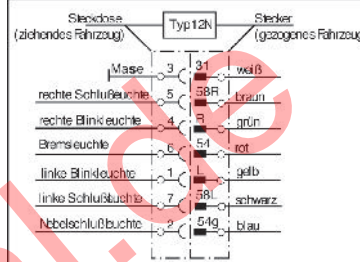 Steckdose Typ12N Stecker
(ziehendes Fahrzeug) (gezogenes Fahrzeug
Mase 3 31 weiß
rechte Schlußleuchte 5 58R braun
rechte Blinkleuchte 4 R grün
Bremsleuchte 6 54 rot
linke Blinkleuchte 1 L gelb
linke Schlußleuchte 7 58L schwarz
Nebelschlußleuchte 2 54g blau